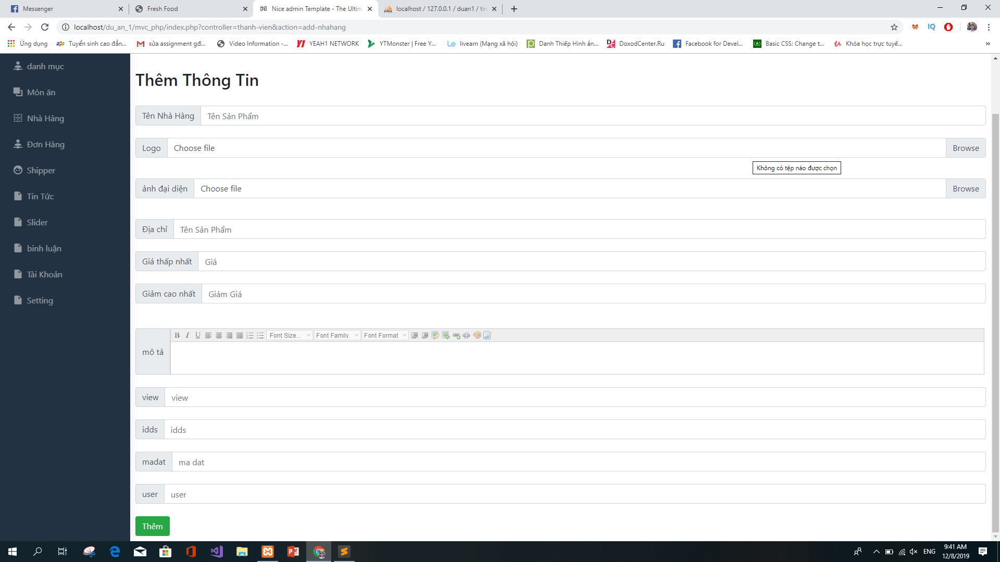 Messenger
Fresh Food
Nice admin Template - The Ultim
localhost / 127.0.0.1 / duan1 / tin
localhost/du_an_1/mvc_php/index.php?controller=thanh-vien&action=add-nhahang
IQ
Ứng dụng
Tuyển sinh cao đẳn...
sửa assignment gđ...
Video Information -...
YEAH1 NETWORK
YTMonster | Free Y...
livearn (Mạng xã hội)
Danh Thiếp Hình ản...
DoxodCenter.Ru
Facebook for Devel...
Basic CSS: Change t...
Khóa học trực tuyế...
danh mục
Món ăn
Nhà Hàng
Đơn Hàng
Shipper
Tin Tức
Slider
binh luận
Tài Khoản
Setting
Thêm Thông Tin
Tên Nhà Hàng
Tên Sản Phẩm
Logo
Choose file
Browse
Không có tệp nào được chọn
ảnh đại diện
Choose file
Browse
Địa chỉ
Tên Sản Phẩm
Giá thấp nhất
Giá
Giảm cao nhất
Giảm Giá
mô tả
B I U
Font Size...
Font Family.
Font Format
view
view
idds
idds
madat
ma dat
user
user
Thêm
ENG
9:41 AM
12/8/2019